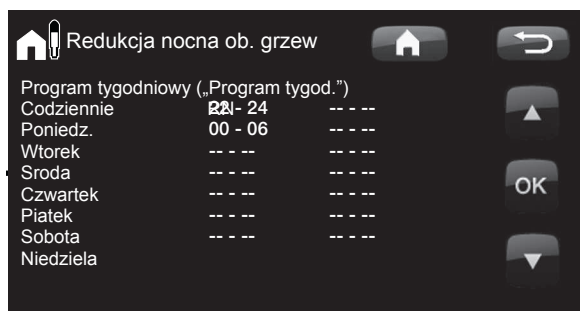 Redukcja nocna ob. grzew
Program tygodniowy („Program tygod.")
Codziennie - 24 -- - --
Poniedz. 00 - 06 -- - --
Wtorek -- - -- -- - --
Sroda -- - -- -- - --
Czwartek -- - -- -- - --
Piatek -- - -- -- - --
Sobota -- - -- -- - --
Niedziela
OK